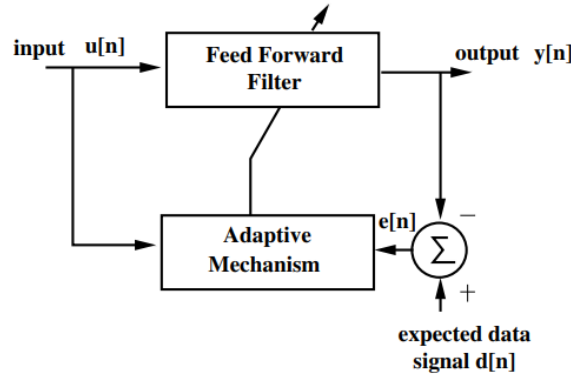 input u[n]
Feed Forward
Filter
output y[n]
Adaptive
Mechanism
e[n]
−
Σ
+
expected data
signal d[n]